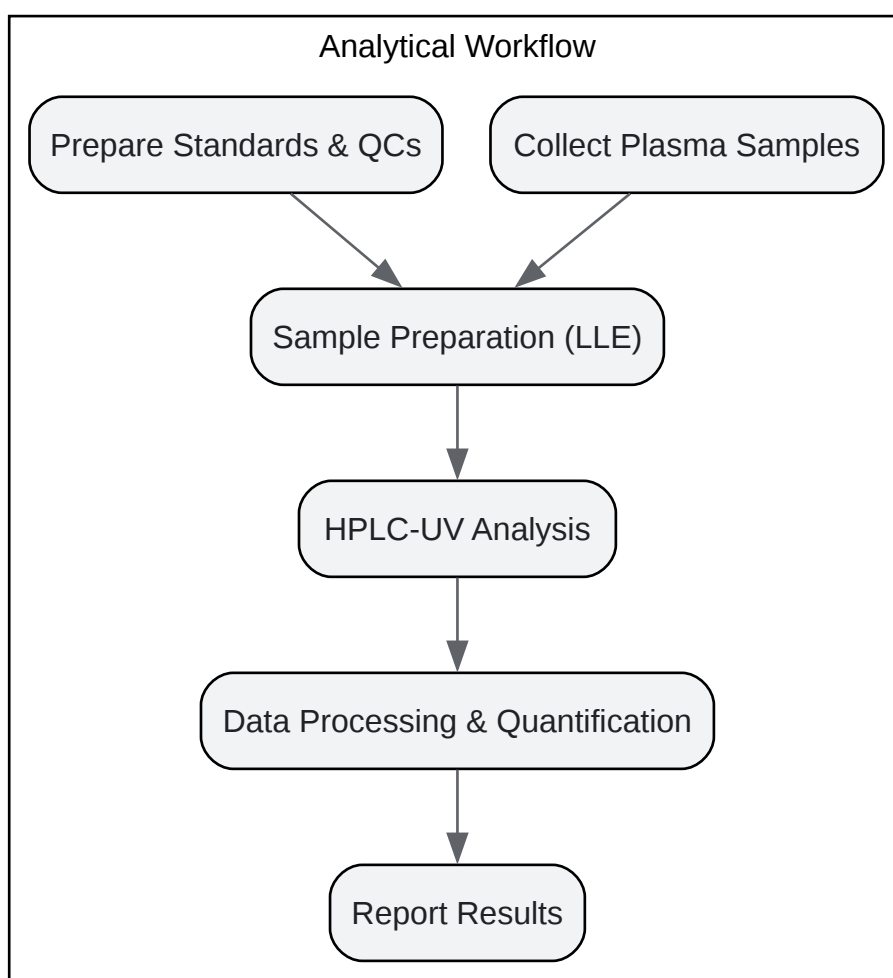 Analytical Workflow
Prepare Standards & QCs
Collect Plasma Samples
Sample Preparation (LLE)
HPLC-UV Analysis
Data Processing & Quantification
Report Results